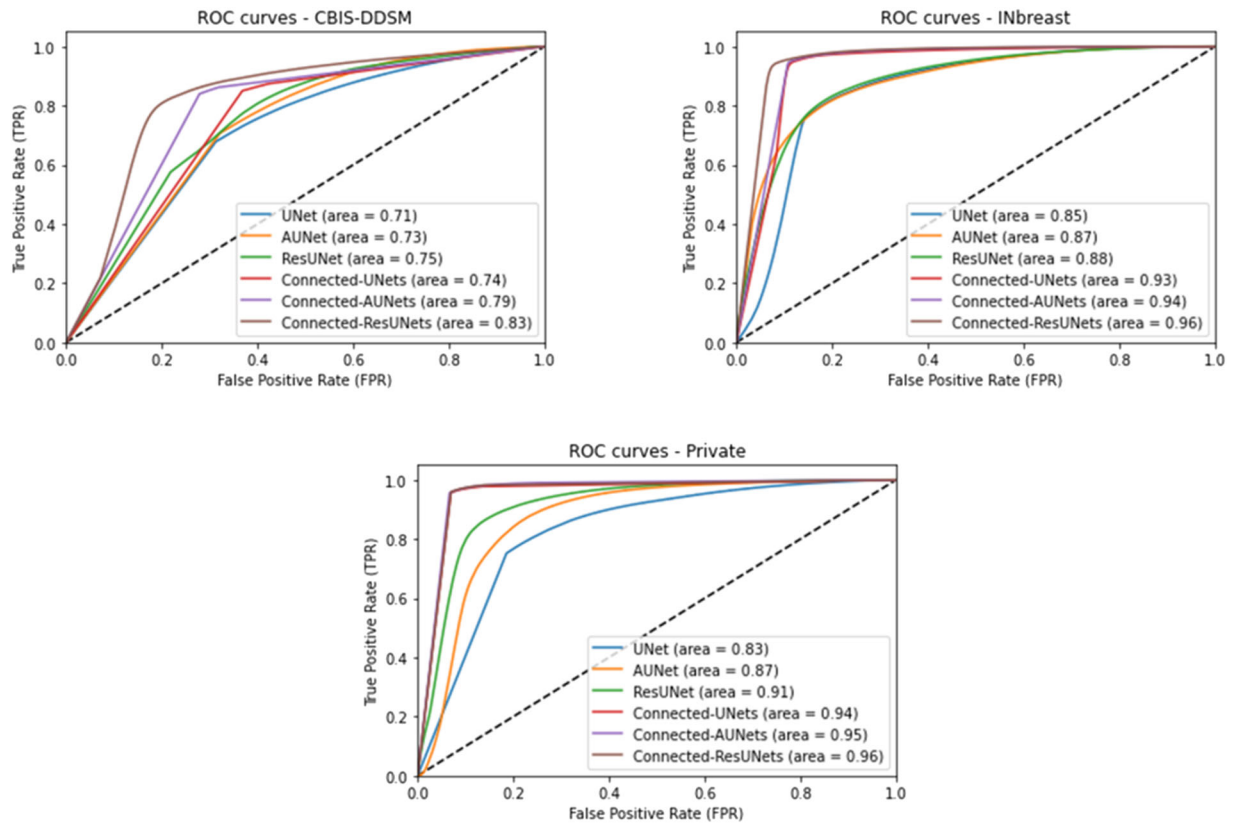 ROC curves - CBIS-DDSM
1.0
0.8
0.6
0.4
0.2
0.0
True Positive Rate (TPR)
UNet (area = 0.71)
AUNet (area = 0.73)
ResUNet (area = 0.75)
Connected-UNets (area = 0.74)
Connected-AUNets (area = 0.79)
Connected-ResUNets (area = 0.83)
0.0 0.2 0.4 0.6 0.8 1.0
False Positive Rate (FPR)
ROC curves - INbreast
1.0
0.8
0.6
0.4
0.2
0.0
True Positive Rate (TPR)
UNet (area = 0.85)
AUNet (area = 0.87)
ResUNet (area = 0.88)
Connected-UNets (area = 0.93)
Connected-AUNets (area = 0.94)
Connected-ResUNets (area = 0.96)
0.0 0.2 0.4 0.6 0.8 1.0
False Positive Rate (FPR)
ROC curves - Private
1.0
0.8
0.6
0.4
0.2
0.0
True Positive Rate (TPR)
UNet (area = 0.83)
AUNet (area = 0.87)
ResUNet (area = 0.91)
Connected-UNets (area = 0.94)
Connected-AUNets (area = 0.95)
Connected-ResUNets (area = 0.96)
0.0 0.2 0.4 0.6 0.8 1.0
False Positive Rate (FPR)